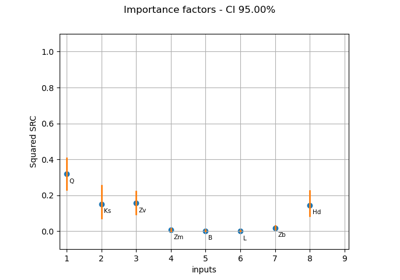 Importance factors - CI 95.00%
1.0
0.8
0.6
0.4
0.2
0.0
Squared SRC
Q
Ks
Zv
Zm
B
L
Zb
Hd
1 2 3 4 5 6 7 8 9
inputs